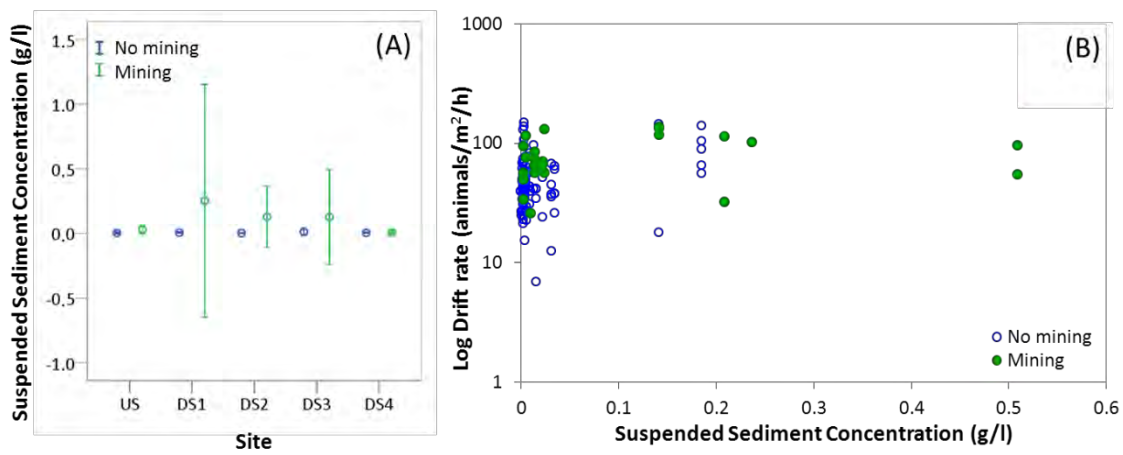 (A)
No mining
Mining
Suspended Sediment Concentration (g/l)
1.5
1.0
0.5
0.0
-0.5
-1.0
US DS1 DS2 DS3 DS4
Site
(B)
Log Drift rate (animals/m²/h)
1000
100
10
1
No mining
Mining
0 0.1 0.2 0.3 0.4 0.5 0.6
Suspended Sediment Concentration (g/l)